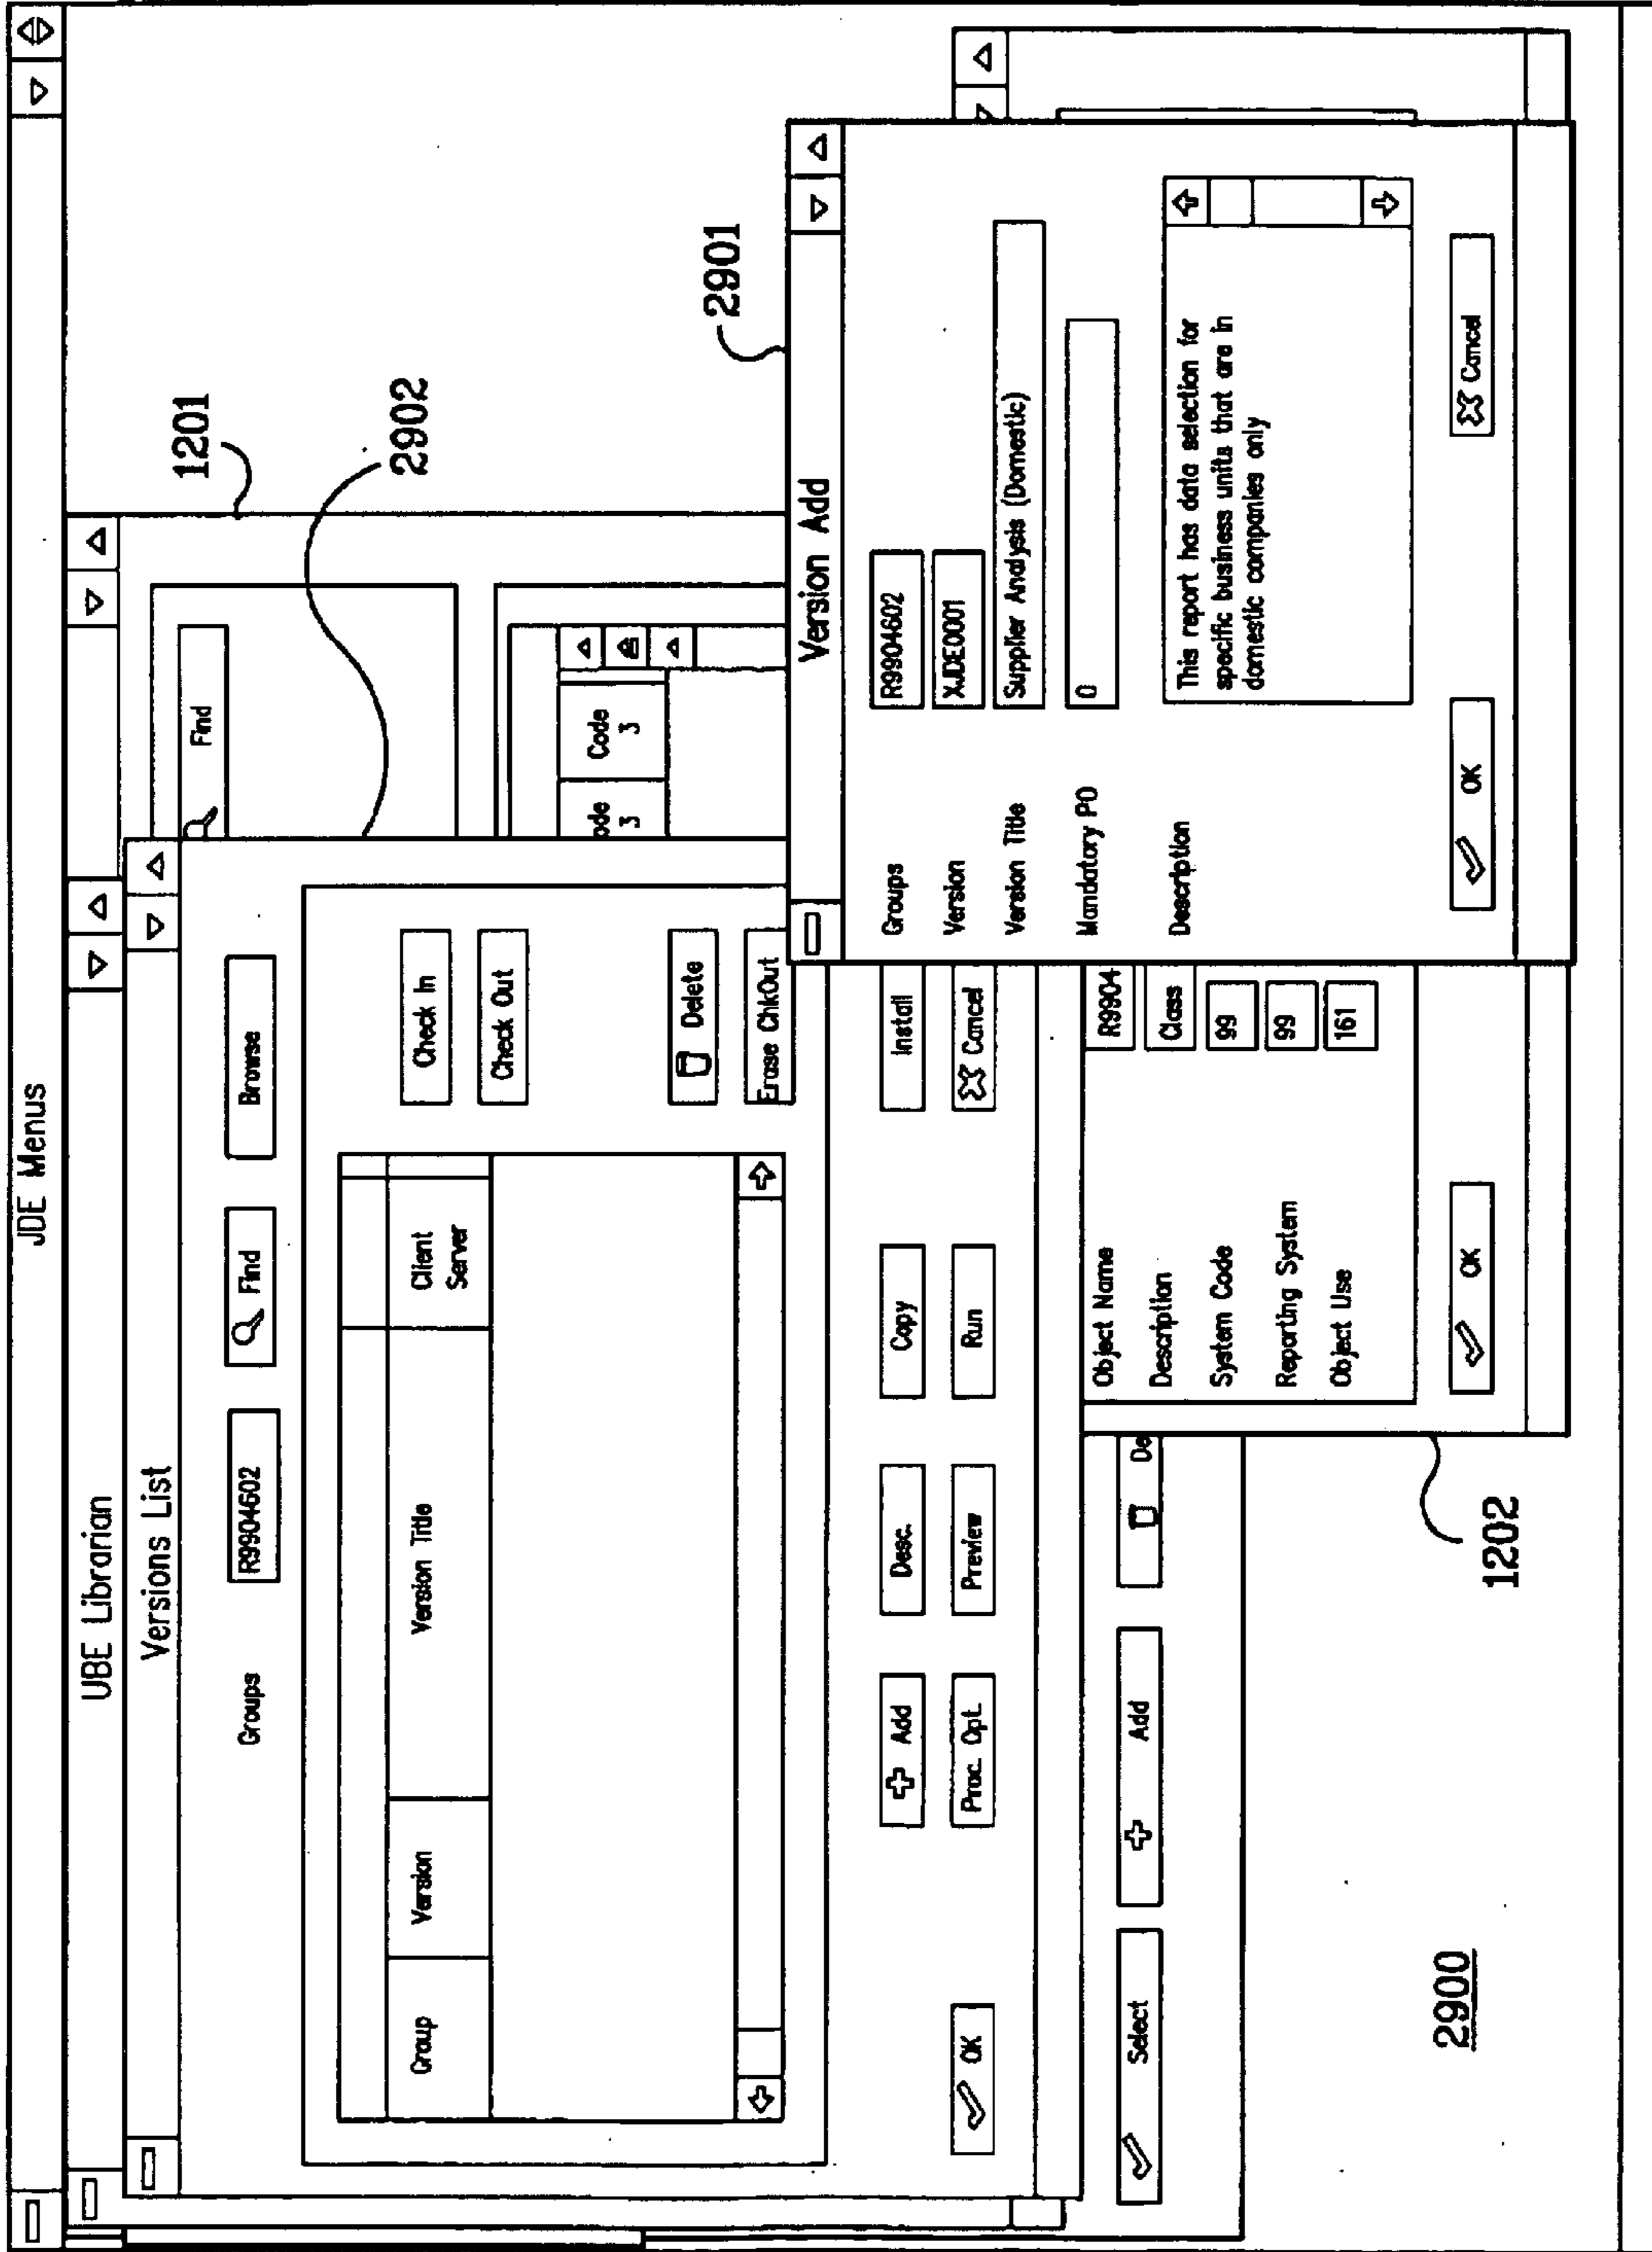 JDE Menus
UBE Librarian
Versions List
Groups
R9904602
Find
Browse
Find
1201
2902
Group
Version
Version Title
Client
Server
Check In
Check Out
Delete
Erase ChkOut
Code
3
3
Add
Desc.
Copy
Install
OK
Proc. Opt.
Preview
Run
Cancel
2901
Version Add
Groups
R9904602
Version
XJDE0001
Version Title
Supplier Analysis (Domestic)
Mandatory PO
0
Description
This report has data selection for
specific business units that are in
domestic companies only
OK
Cancel
Object Name
R9904
Description
Class
System Code
99
Reporting System
99
Object Use
161
OK
Select
Add
De
1202
2900